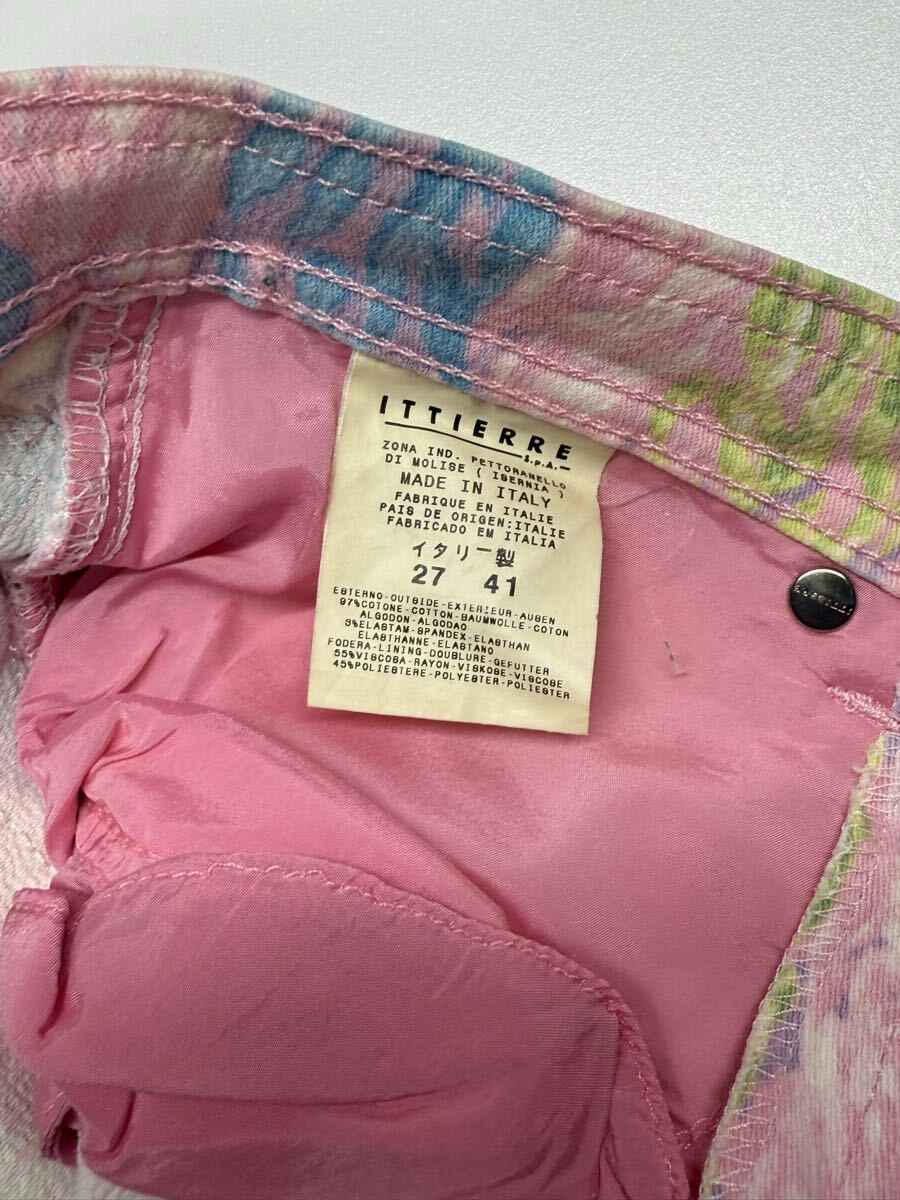 ITTIERRE
S.P.A.
ZONA IND. PETTORANELLO
DI MOLISE ( ISERNIA )
MADE IN ITALY
FABRIQUE EN ITALIE
PAIS DE ORIGEN:ITALIE
FABRICADO EM ITALIA
イタリー製
27 41
ESTERNO-OUTSIDE-EXTERIEUR-AUSEN
97%COTONE-COTTON-BAUMWOLLE-COTON
ALGODON-ALGODAO
3%ELASTAM-SPANDEX-ELASTHAN
ELASTHANNE-ELASTANO
FODERA-LINING-DOUBLURE-GEFUTTER
55%VISCOSA-RAYON-VISKOSE-VISCOSE
45%POLIESTERE-POLYESTER-POLIESTER